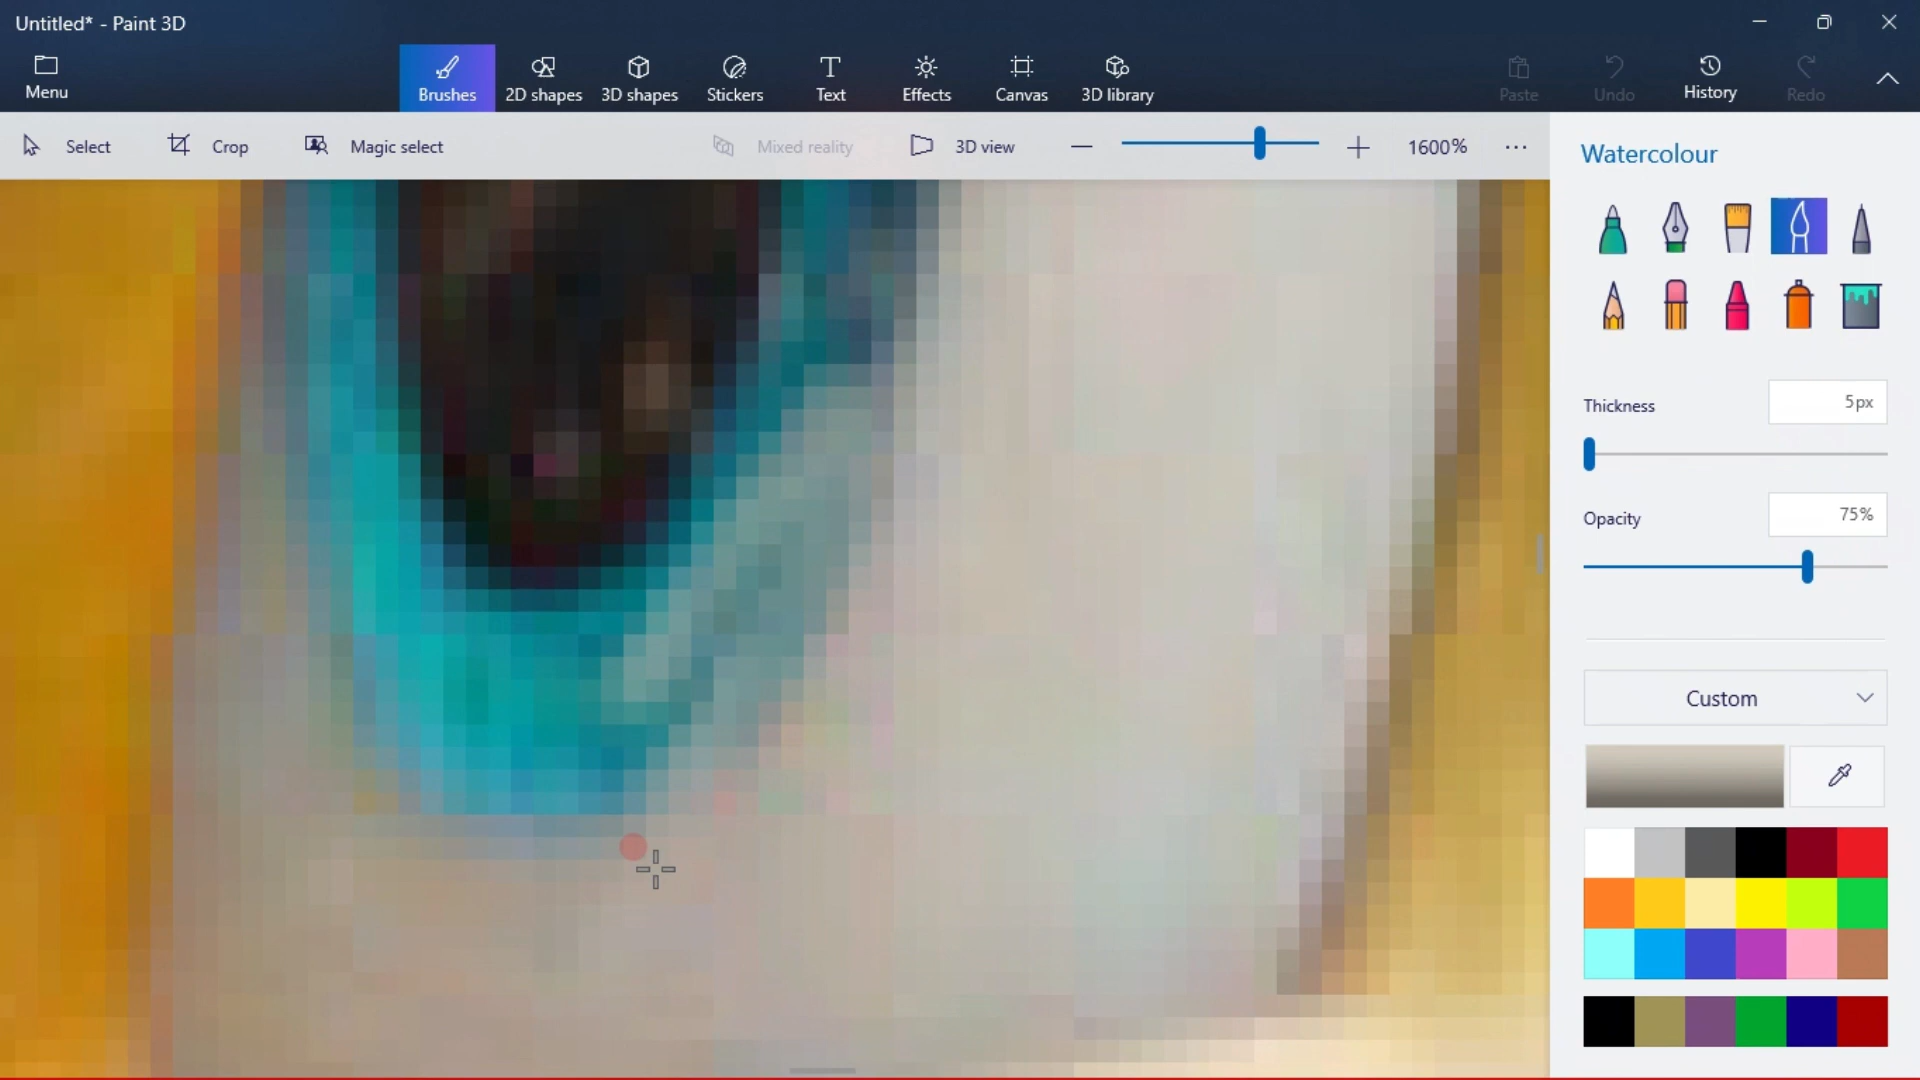 Untitled* - Paint 3D
Menu
Brushes
2D shapes
3D shapes
Stickers
Text
Effects
Canvas
3D library
Paste
Undo
History
Redo
Select
Crop
Magic select
Mixed reality
3D view
1600%
Watercolour
Thickness
5px
Opacity
75%
Custom